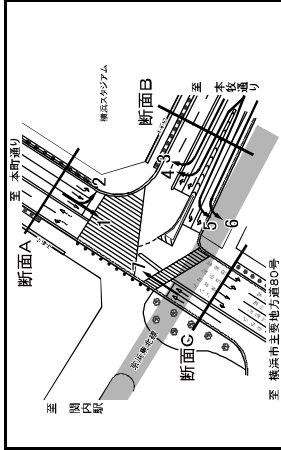 至 本町通り
断面A
横浜スタジアム
断面B
至 本牧通り
1
2
3
4
5
6
7
京浜東北線
断面C
至 関内駅
至 横浜市主要地方道80号